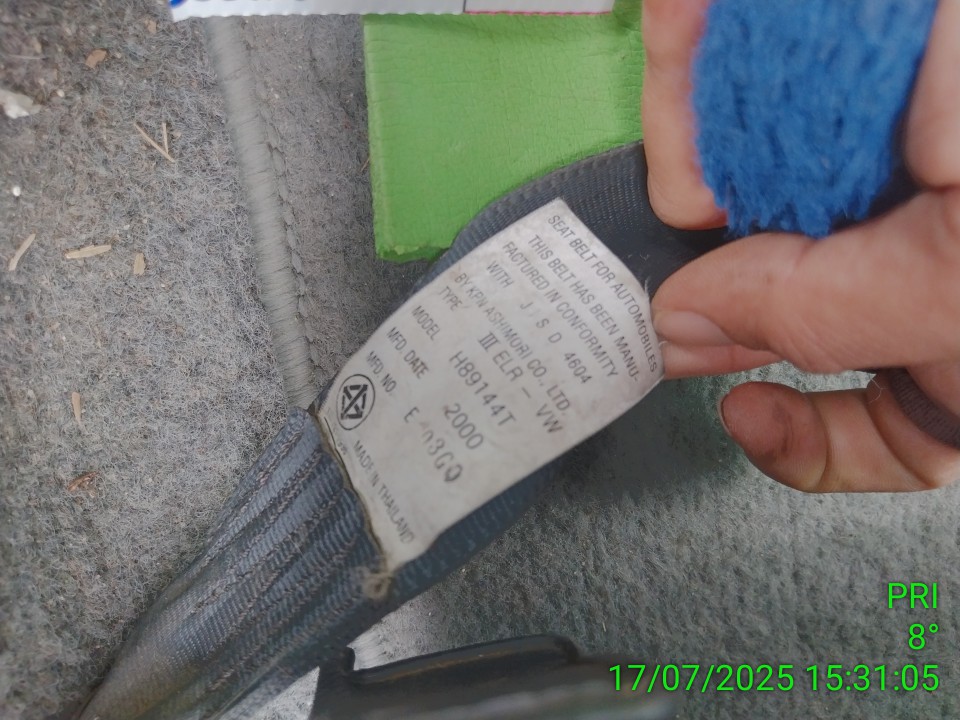 SEAT BELT FOR AUTOMOBILES
THIS BELT HAS BEEN MANU-
FACTURED IN CONFORMITY
WITH J S D 4604
BY KPN ASHIMORI CO., LTD.
TYPE III ELR - VW
MODEL H89144T
MFD. DATE 2000
MFD NO. E
MADE IN THAILAND
PRI
8°
17/07/2025 15:31:05